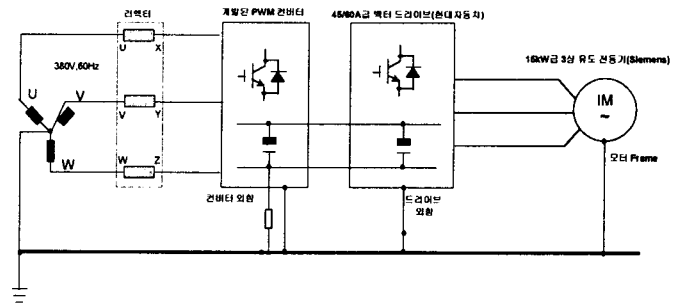 리액터
개발된 PWM 컨버터
45/60A급 벡터 드라이브(현대자동차)
U X
380V,60Hz
15kW급 3상 유도 전동기(Siemens)
U
V
V Y
IM
~
W
W Z
모터 Frame
컨버터 외함
드라이브
외함